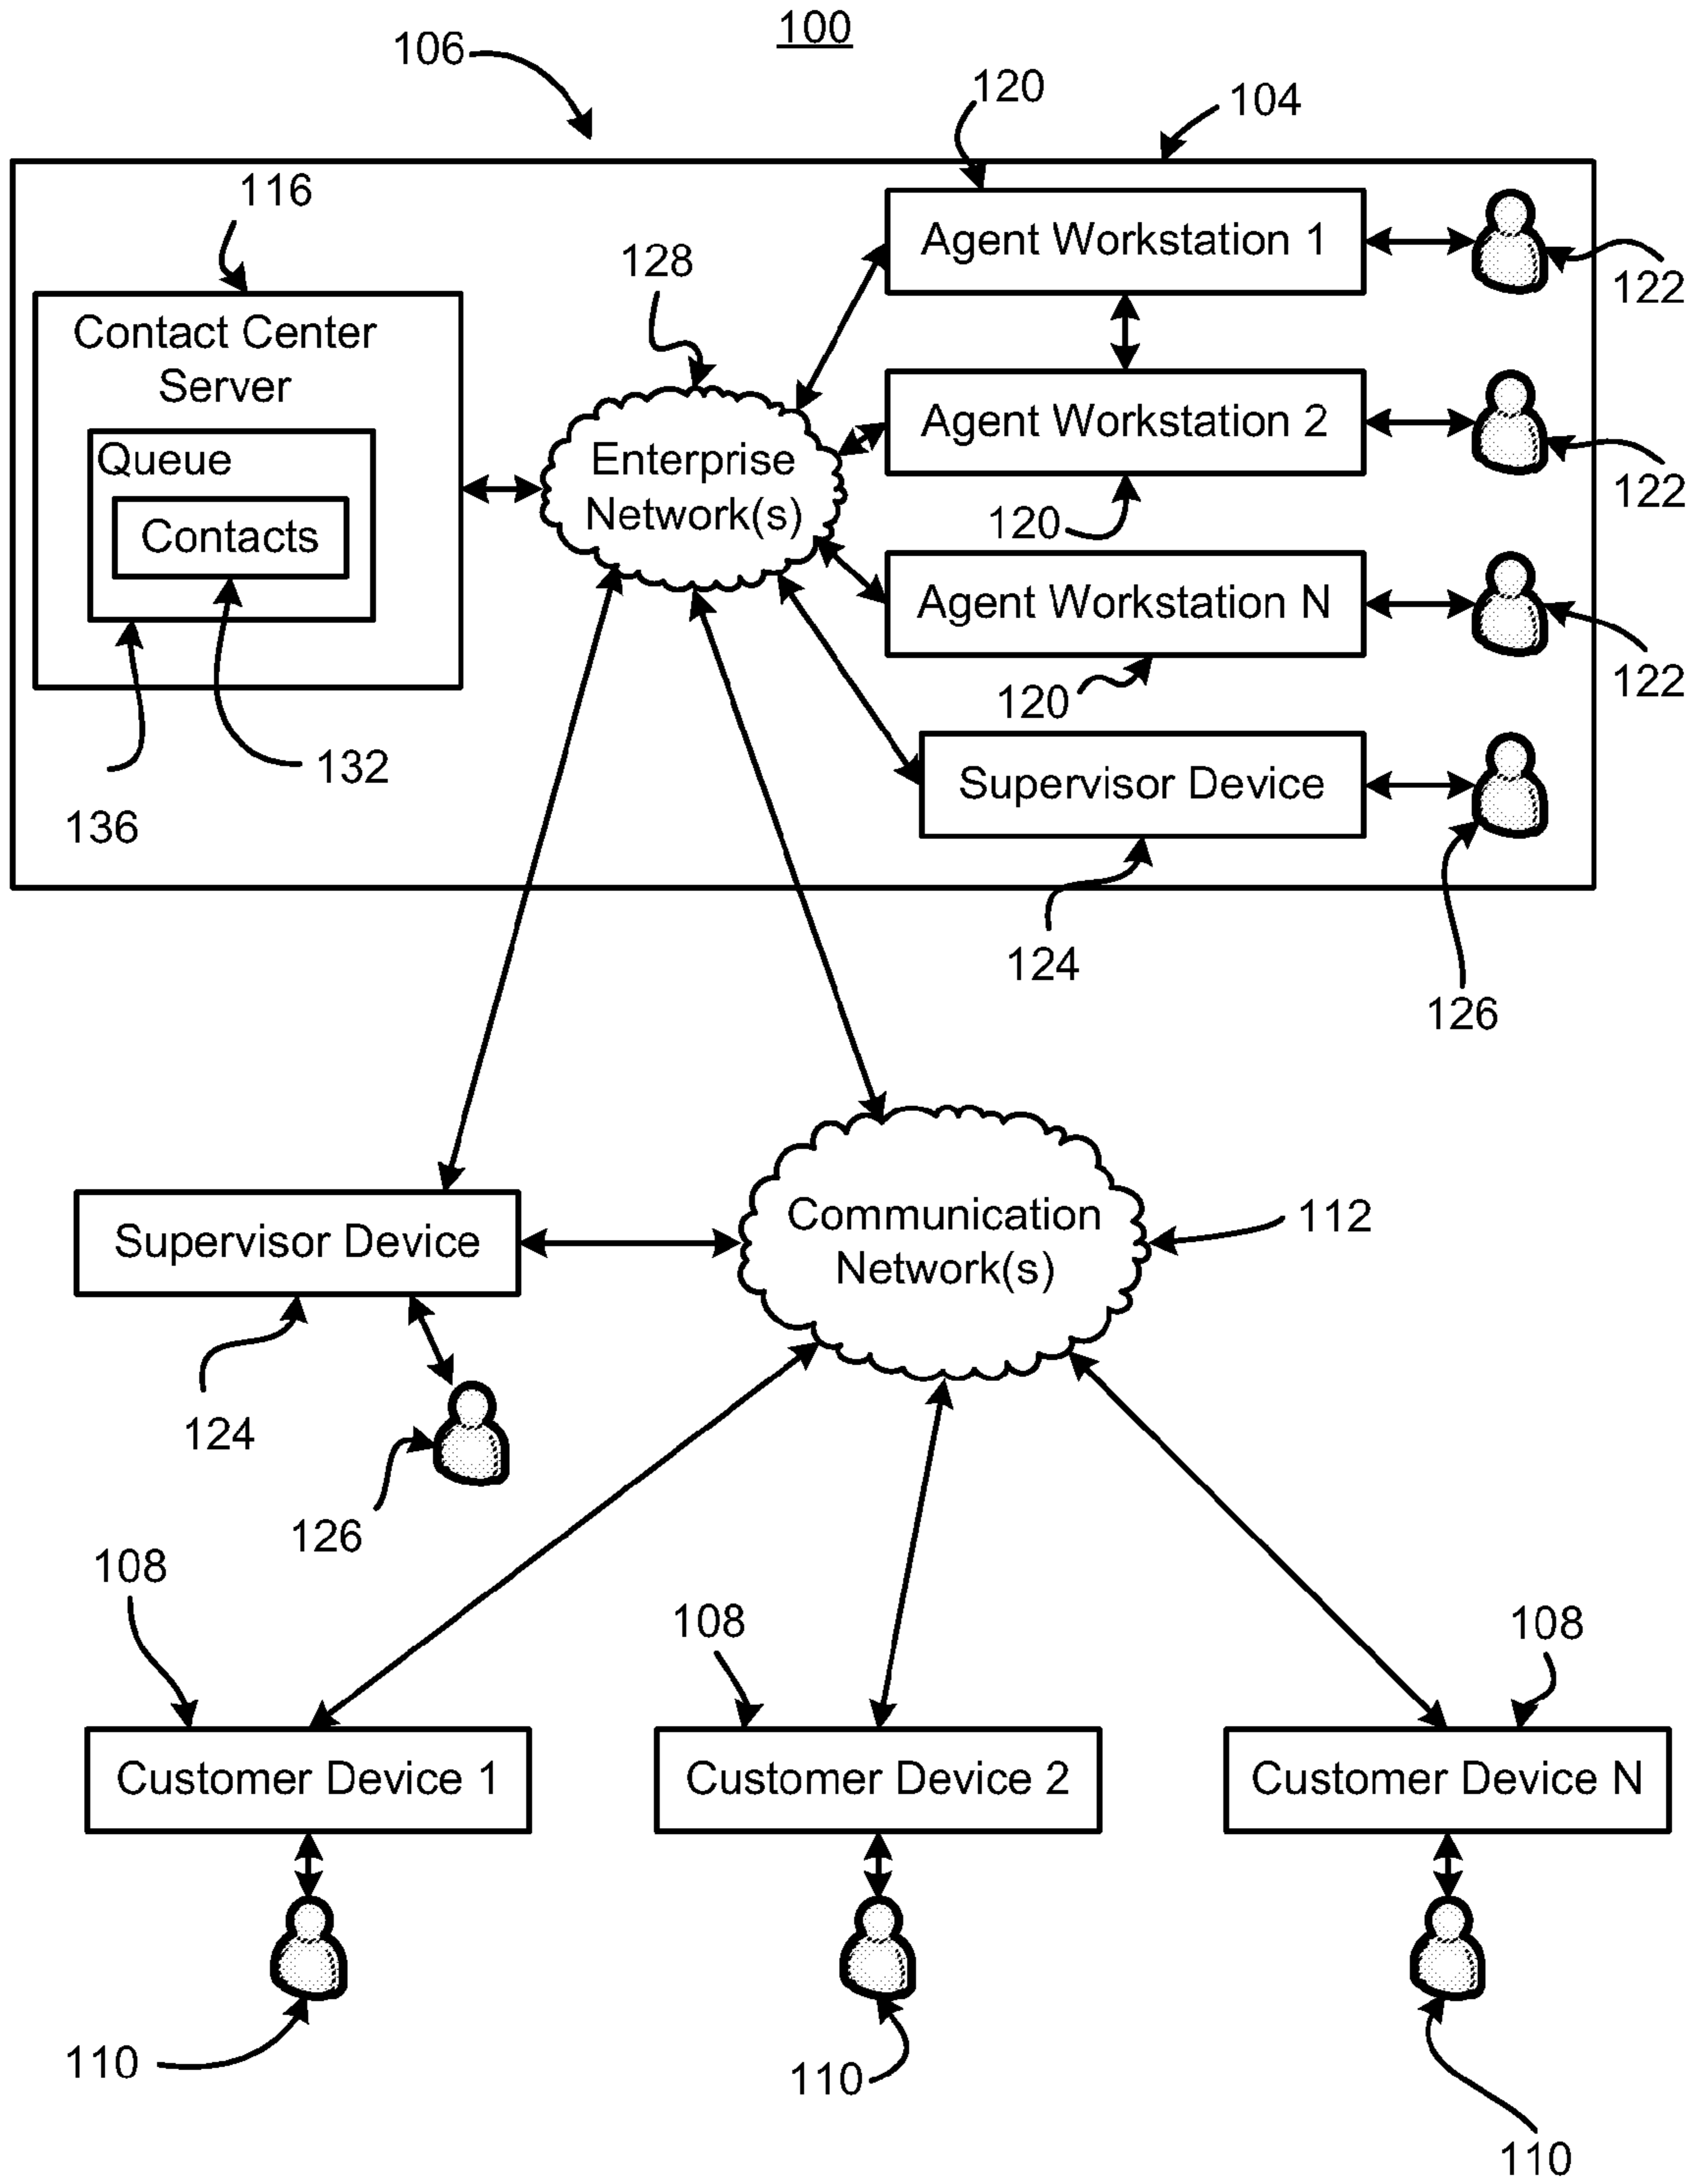 100
106
120
104
116
Agent Workstation 1
122
128
Contact Center
Server
Agent Workstation 2
122
Queue
Enterprise
Network(s)
Contacts
120
Agent Workstation N
122
120
132
Supervisor Device
136
124
126
Communication
Network(s)
112
Supervisor Device
124
126
108
108
108
Customer Device 1
Customer Device 2
Customer Device N
110
110
110